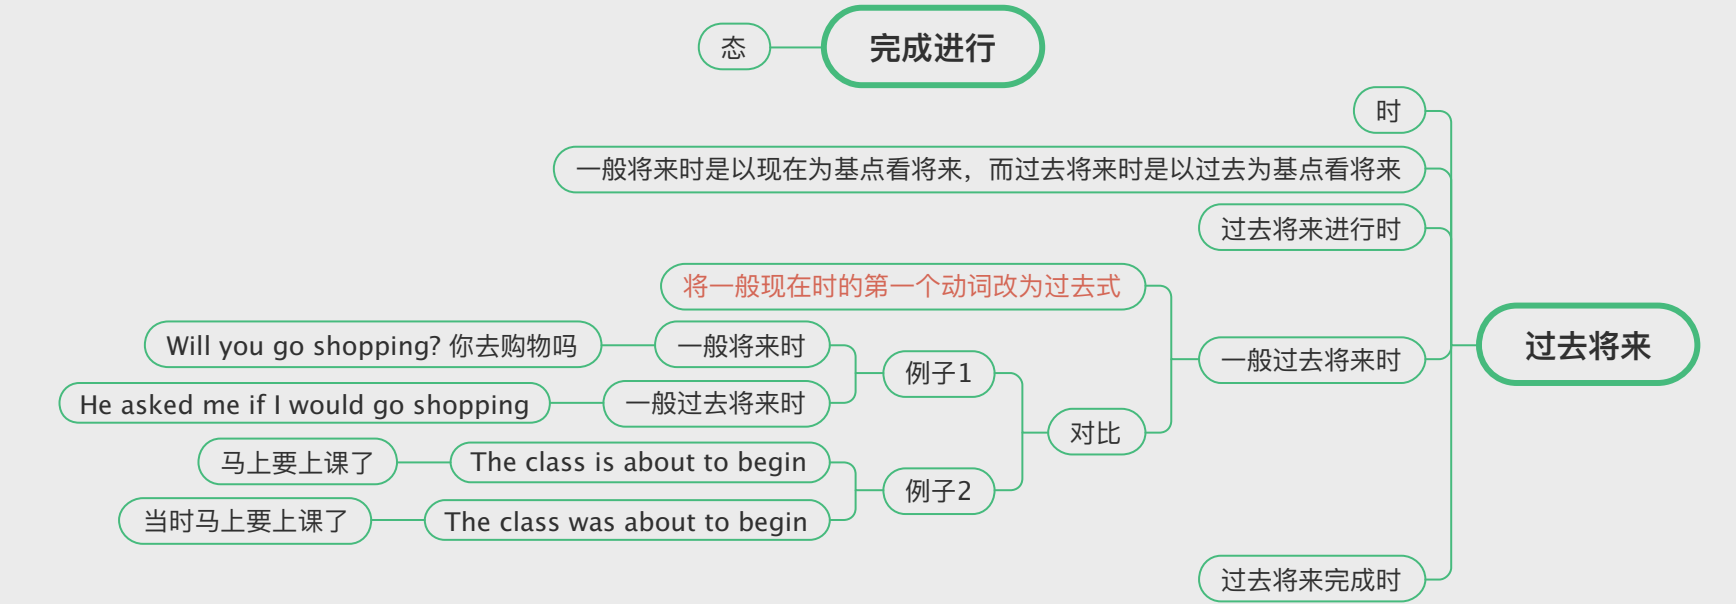 态
完成进行
时
一般将来时是以现在为基点看将来，而过去将来时是以过去为基点看将来
过去将来进行时
将一般现在时的第一个动词改为过去式
Will you go shopping? 你去购物吗
一般将来时
过去将来
一般过去将来时
例子1
He asked me if I would go shopping
一般过去将来时
对比
马上要上课了
The class is about to begin
例子2
当时马上要上课了
The class was about to begin
过去将来完成时